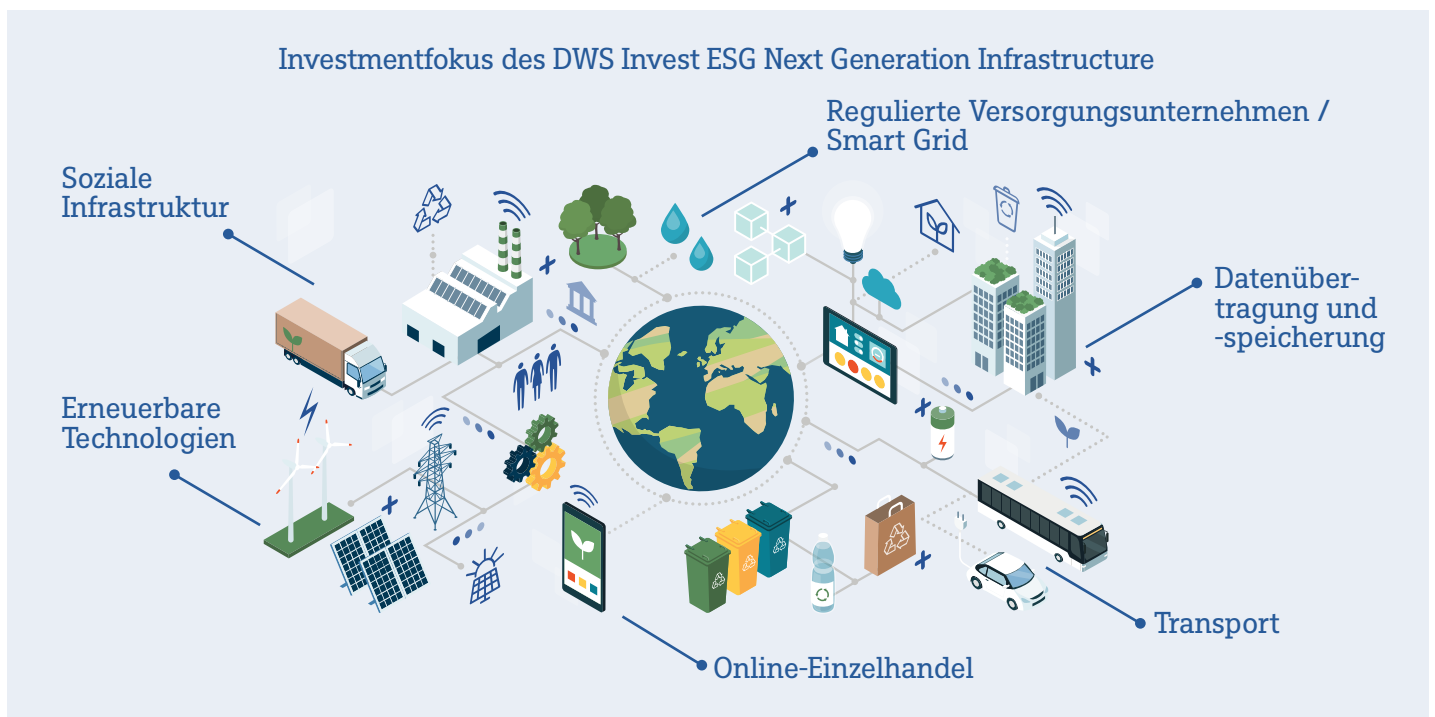 Investmentfokus des DWS Invest ESG Next Generation Infrastructure
Regulierte Versorgungsunternehmen /
Smart Grid
Soziale
Infrastruktur
Datenüber-
tragung und
-speicherung
Erneuerbare
Technologien
Transport
Online-Einzelhandel